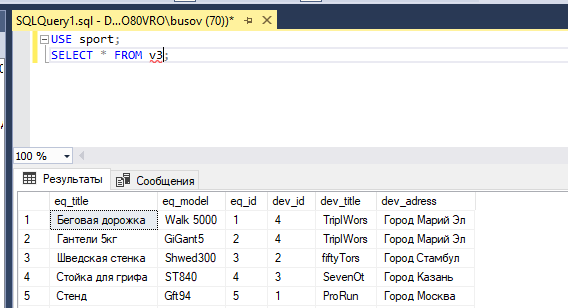 SQLQuery1.sql - D...O80VRO\busov (70))*
USE sport;
SELECT * FROM v3;
100 %
Результаты Сообщения
eq_title eq_model eq_id dev_id dev_title dev_adress
1 Беговая дорожка Walk 5000 1 4 TriplWors Город Марий Эл
2 Гантели 5кг GiGant5 2 4 TriplWors Город Марий Эл
3 Шведская стенка Shwed300 3 2 fiftyTors Город Стамбул
4 Стойка для грифа ST840 4 3 SevenOt Город Казань
5 Стенд Gft94 5 1 ProRun Город Москва